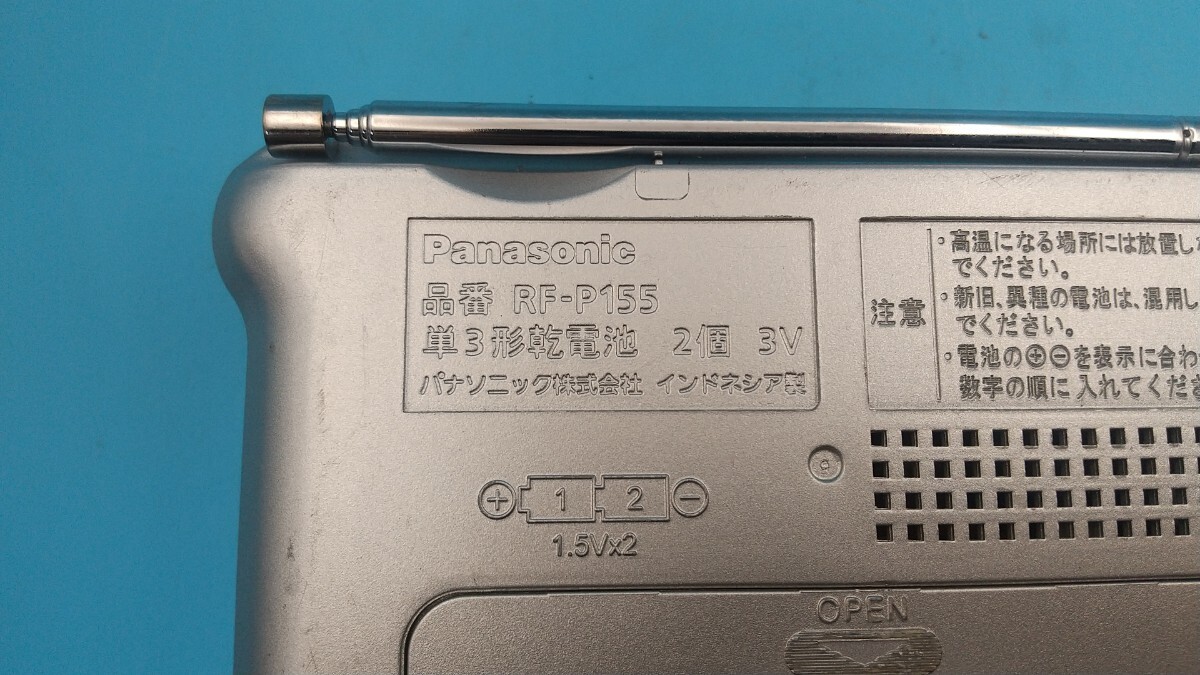 Panasonic
品番 RF-P155
単3形乾電池 2個 3V
パナソニック株式会社 インドネシア製
注意
・高温になる場所には放置しな
でください。
・新旧、異種の電池は、混用し
でください。
・電池の⊕⊖を表示に合わ
数字の順に入れてくださ
⊕ 1 2 ⊖
1.5Vx2
OPEN